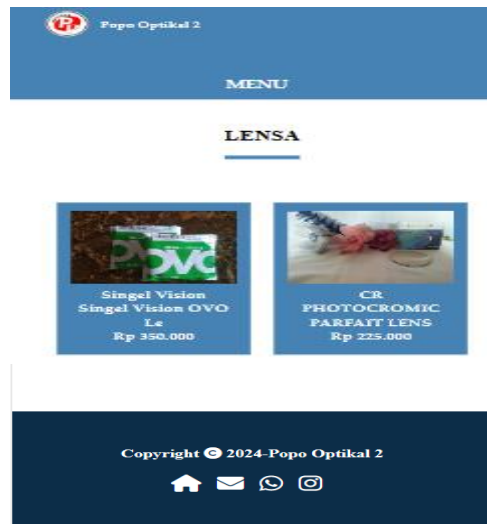 Popo Optikal 2
MENU
LENSA
OVO
Singel Vision
Singel Vision OVO
Le
Rp 350.000
CR
PHOTOCROMIC
PARFAIT LENS
Rp 225.000
Copyright © 2024-Popo Optikal 2